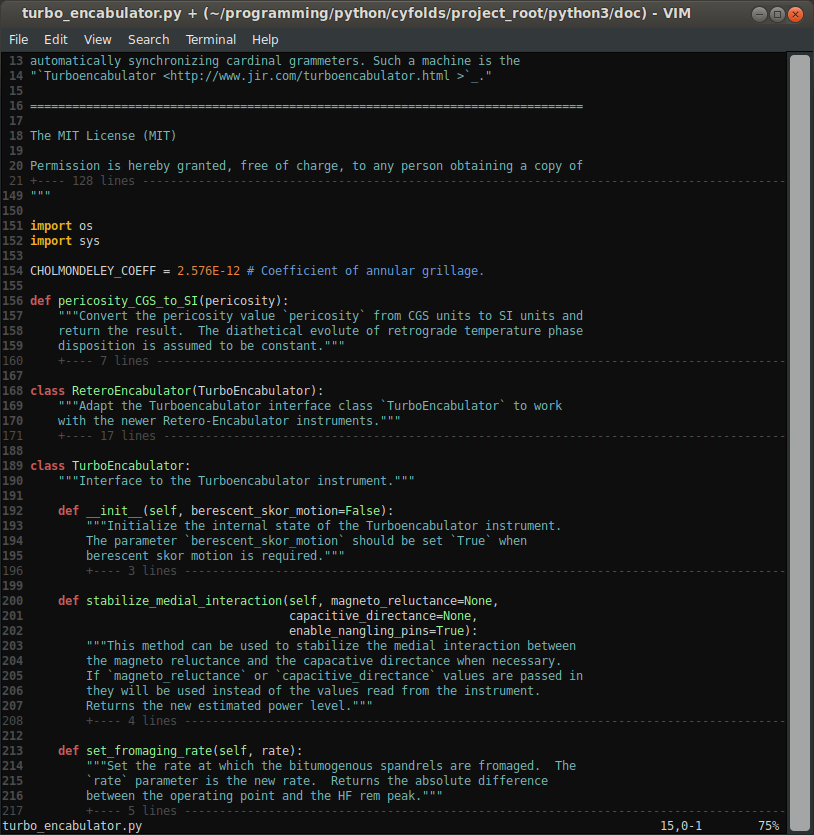 turbo_encabulator.py + (~/programming/python/cyfolds/project_root/python3/doc) - VIM
File Edit View Search Terminal Help
13 automatically synchronizing cardinal grammeters. Such a machine is the
14 "`Turboencabulator <http://www.jir.com/turboencabulator.html >`_."
15
16 ===============================================================================
17
18 The MIT License (MIT)
19
20 Permission is hereby granted, free of charge, to any person obtaining a copy of
21 +---- 128 lines --------------------------------------------------------------------------------------------
149 """
150
151 import os
152 import sys
153
154 CHOLMONDELEY_COEFF = 2.576E-12 # Coefficient of annular grillage.
155
156 def pericosity_CGS_to_SI(pericosity):
157     """Convert the pericosity value `pericosity` from CGS units to SI units and
158     return the result.  The diathetical evolute of retrograde temperature phase
159     disposition is assumed to be constant."""
160     +---- 7 lines ------------------------------------------------------------------------------------------
167
168 class ReteroEncabulator(TurboEncabulator):
169     """Adapt the Turboencabulator interface class `TurboEncabulator` to work
170     with the newer Retero-Encabulator instruments."""
171     +---- 17 lines -----------------------------------------------------------------------------------------
188
189 class TurboEncabulator:
190     """Interface to the Turboencabulator instrument."""
191
192     def __init__(self, berescent_skor_motion=False):
193         """Initialize the internal state of the Turboencabulator instrument.
194         The parameter `berescent_skor_motion` should be set `True` when
195         berescent skor motion is required."""
196         +---- 3 lines --------------------------------------------------------------------------------------
199
200     def stabilize_medial_interaction(self, magneto_reluctance=None,
201                                      capacitive_directance=None,
202                                      enable_nangling_pins=True):
203         """This method can be used to stabilize the medial interaction between
204         the magneto reluctance and the capacative directance when necessary.
205         If `magneto_reluctance` or `capacitive_directance` values are passed in
206         they will be used instead of the values read from the instrument.
207         Returns the new estimated power level."""
208         +---- 4 lines --------------------------------------------------------------------------------------
212
213     def set_fromaging_rate(self, rate):
214         """Set the rate at which the bitumogenous spandrels are fromaged.  The
215         `rate` parameter is the new rate.  Returns the absolute difference
216         between the operating point and the HF rem peak."""
217         +---- 5 lines --------------------------------------------------------------------------------------
turbo_encabulator.py 15,0-1 75%